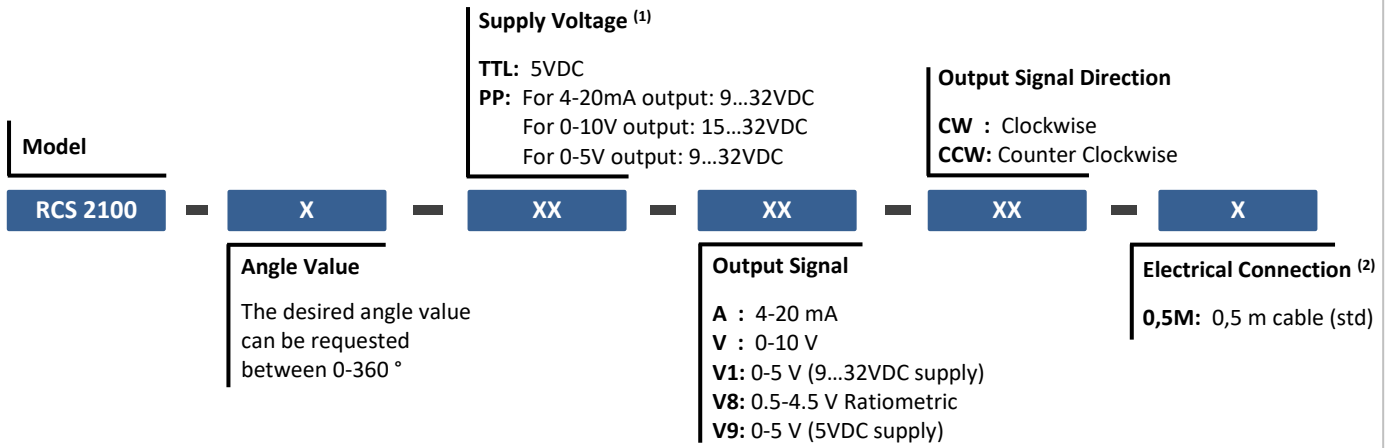 Supply Voltage (1)
TTL: 5VDC
PP: For 4-20mA output: 9...32VDC
For 0-10V output: 15...32VDC
For 0-5V output: 9...32VDC
Output Signal Direction
CW : Clockwise
CCW: Counter Clockwise
Model
RCS 2100 - X - XX - XX - XX - X
Angle Value
The desired angle value
can be requested
between 0-360 °
Output Signal
A : 4-20 mA
V : 0-10 V
V1: 0-5 V (9...32VDC supply)
V8: 0.5-4.5 V Ratiometric
V9: 0-5 V (5VDC supply)
Electrical Connection (2)
0,5M: 0,5 m cable (std)